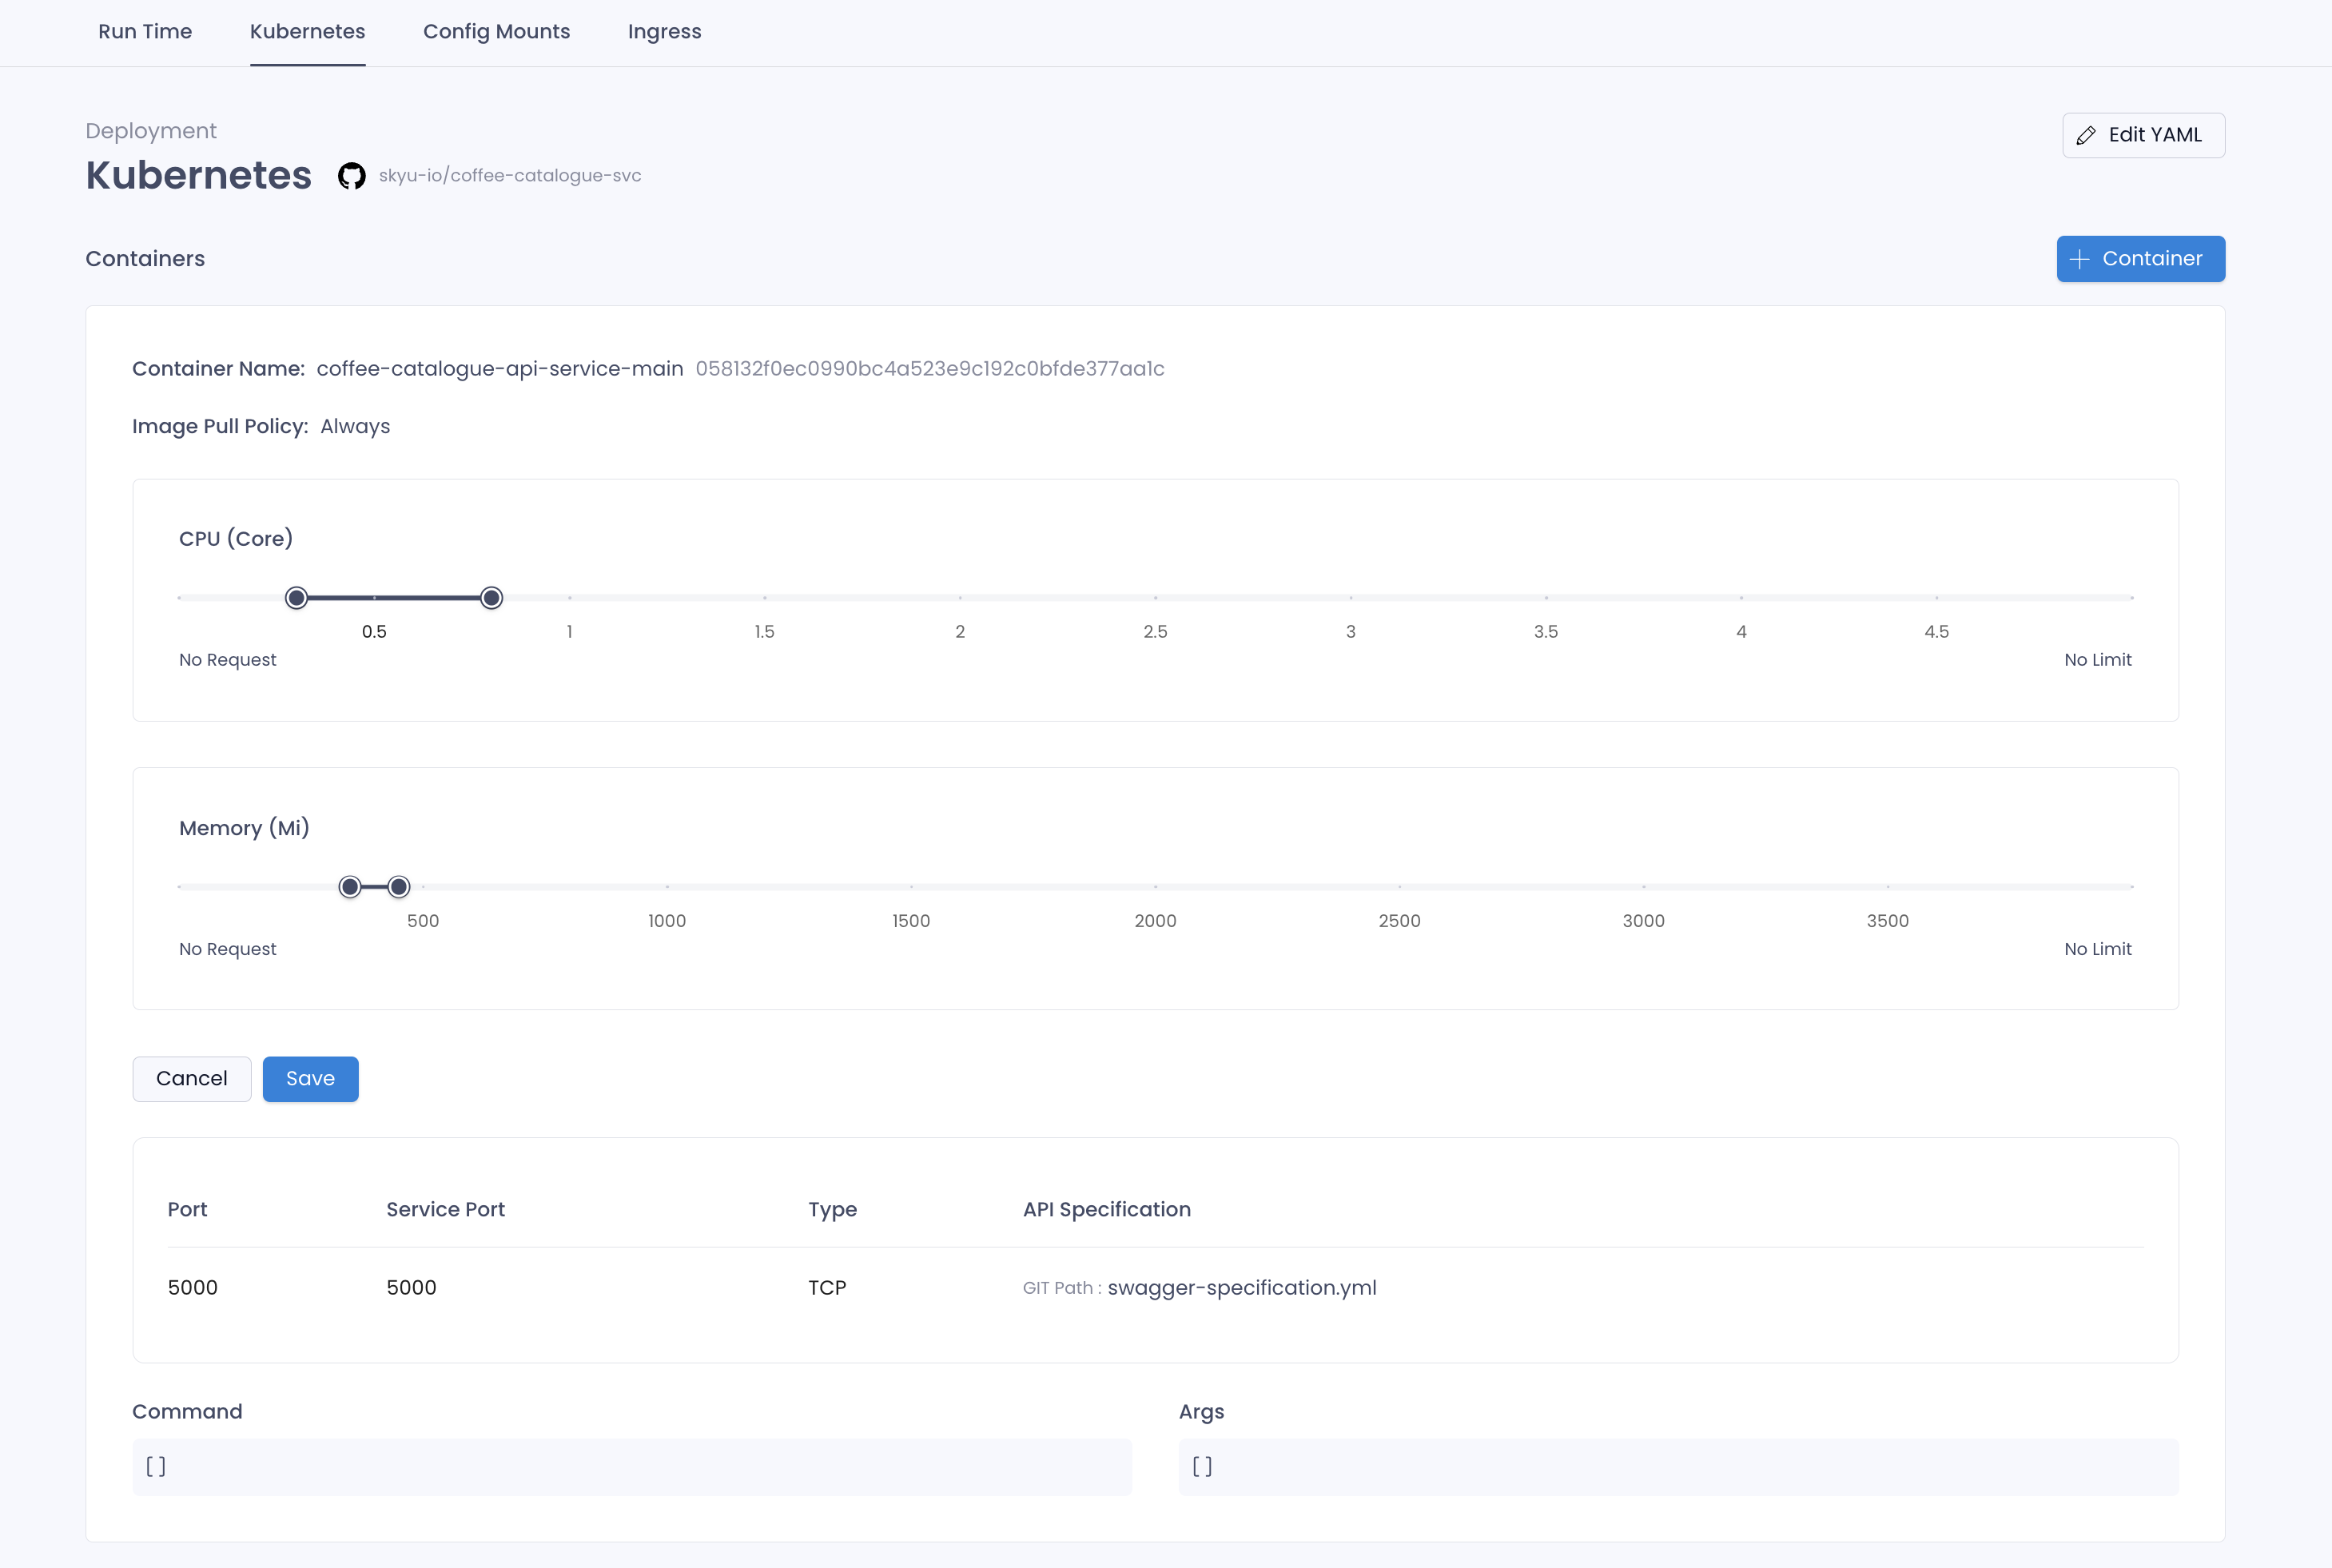 Run Time Kubernetes Config Mounts Ingress
Deployment
Edit YAML
Kubernetes skyu-io/coffee-catalogue-svc
Containers
Container
Container Name: coffee-catalogue-api-service-main 058132f0ec0990bc4a523e9c192c0bfde377aa1c
Image Pull Policy: Always
CPU (Core)
0.5 1 1.5 2 2.5 3 3.5 4 4.5
No Request No Limit
Memory (Mi)
500 1000 1500 2000 2500 3000 3500
No Request No Limit
Cancel Save
Port Service Port Type API Specification
5000 5000 TCP GIT Path : swagger-specification.yml
Command Args
[] []